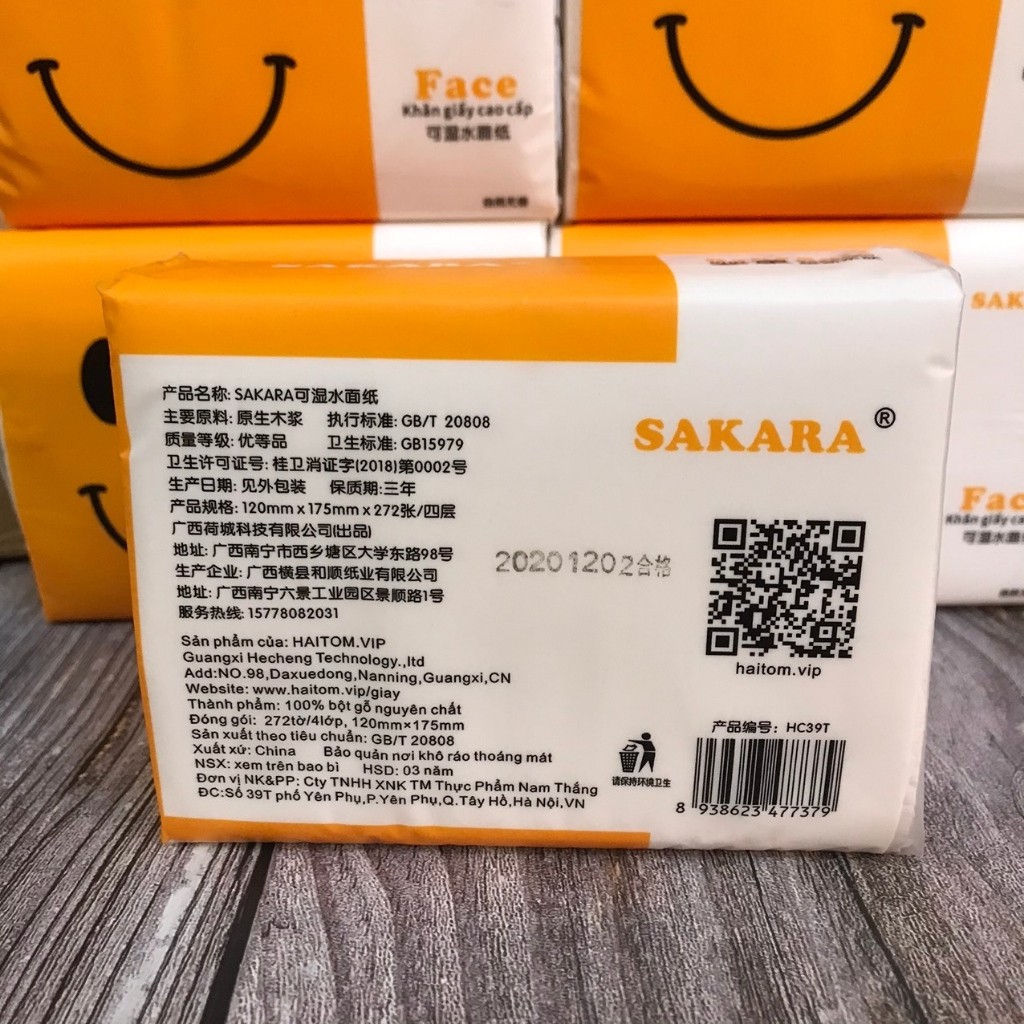 Face
Khăn giấy cao cấp
可湿水面纸
SAK
Fac
Khăn giấy ca
可湿水面
产品名称: SAKARA可湿水面纸
主要原料: 原生木浆 执行标准: GB/T 20808
质量等级: 优等品 卫生标准: GB15979
卫生许可证号: 桂卫消证字(2018)第0002号
生产日期: 见外包装 保质期: 三年
产品规格: 120mm x 175mm x 272张/四层
广西荷城科技有限公司(出品)
地址: 广西南宁市西乡塘区大学东路98号
生产企业: 广西横县和顺纸业有限公司
地址: 广西南宁六景工业园区景顺路1号
服务热线: 15778082031
Sản phẩm của: HAITOM.VIP
Guangxi Hecheng Technology.,ltd
Add:NO.98,Daxuedong,Nanning,Guangxi,CN
Website: www.haitom.vip/giay
Thành phẩm: 100% bột gỗ nguyên chất
Đóng gói: 272tờ/4lớp, 120mm×175mm
Sản xuất theo tiêu chuẩn: GB/T 20808
Xuất xứ: China Bảo quản nơi khô ráo thoáng mát
NSX: xem trên bao bì HSD: 03 năm
Đơn vị NK&PP: Cty TNHH XNK TM Thực Phẩm Nam Thắng
ĐC:Số 39T phố Yên Phụ,P.Yên Phụ,Q.Tây Hồ,Hà Nội,VN
20201202合格
SAKARA®
haitom.vip
产品编号: HC39T
请保持环境卫生
8 938623 477379